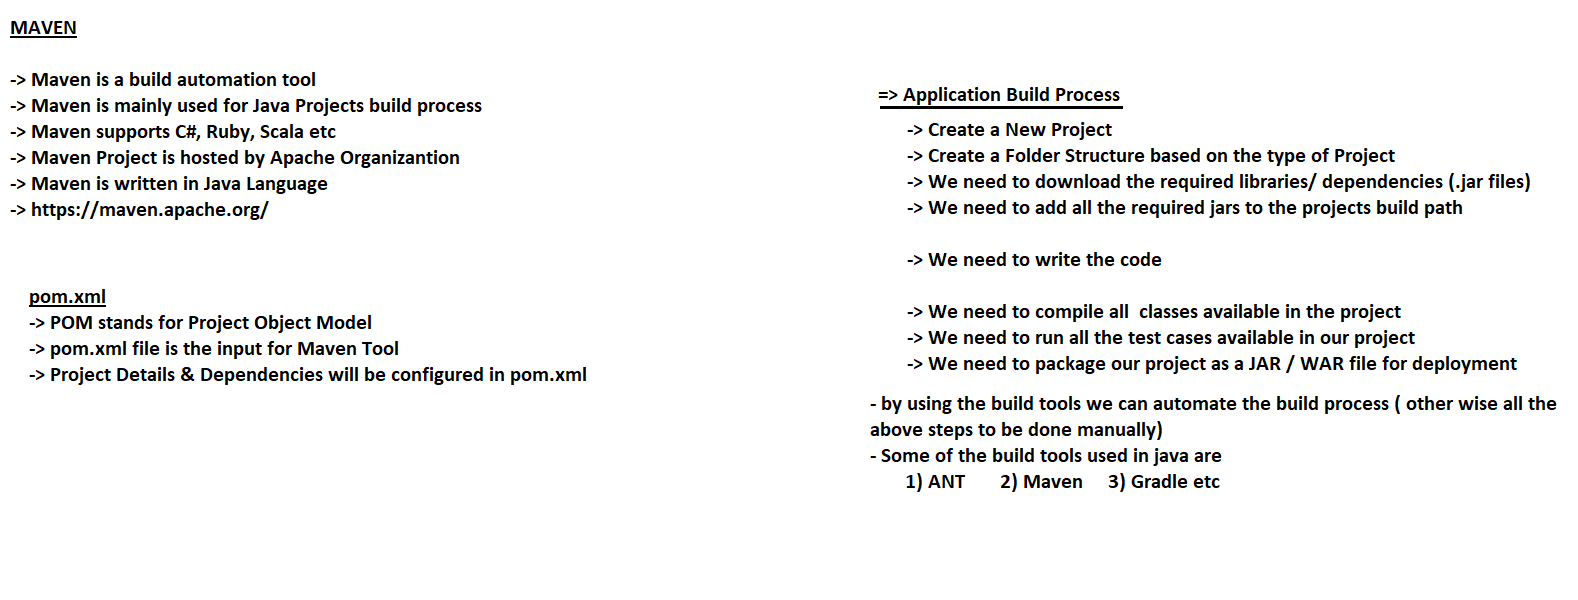 MAVEN
-> Maven is a build automation tool
-> Maven is mainly used for Java Projects build process
-> Maven supports C#, Ruby, Scala etc
-> Maven Project is hosted by Apache Organizantion
-> Maven is written in Java Language
-> https://maven.apache.org/
pom.xml
-> POM stands for Project Object Model
-> pom.xml file is the input for Maven Tool
-> Project Details & Dependencies will be configured in pom.xml
=> Application Build Process
-> Create a New Project
-> Create a Folder Structure based on the type of Project
-> We need to download the required libraries/ dependencies (.jar files)
-> We need to add all the required jars to the projects build path
-> We need to write the code
-> We need to compile all  classes available in the project
-> We need to run all the test cases available in our project
-> We need to package our project as a JAR / WAR file for deployment
- by using the build tools we can automate the build process ( other wise all the
above steps to be done manually)
- Some of the build tools used in java are
1) ANT 2) Maven 3) Gradle etc